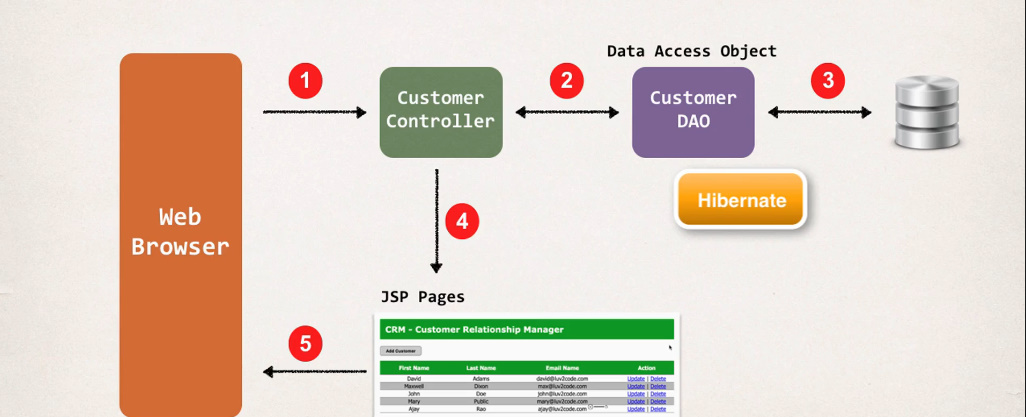 Data Access Object
1
2
3
Customer
Controller
Customer
DAO
Hibernate
Web
Browser
4
JSP Pages
5
CRM - Customer Relationship Manager
Add Customer
First Name Last Name Email Name Action
David Adams david@luv2code.com Update | Delete
Maxwell Dixon max@luv2code.com Update | Delete
John Doe john@luv2code.com Update | Delete
Mary Public mary@luv2code.com Update | Delete
Ajay Rao ajay@luv2code.com Update | Delete